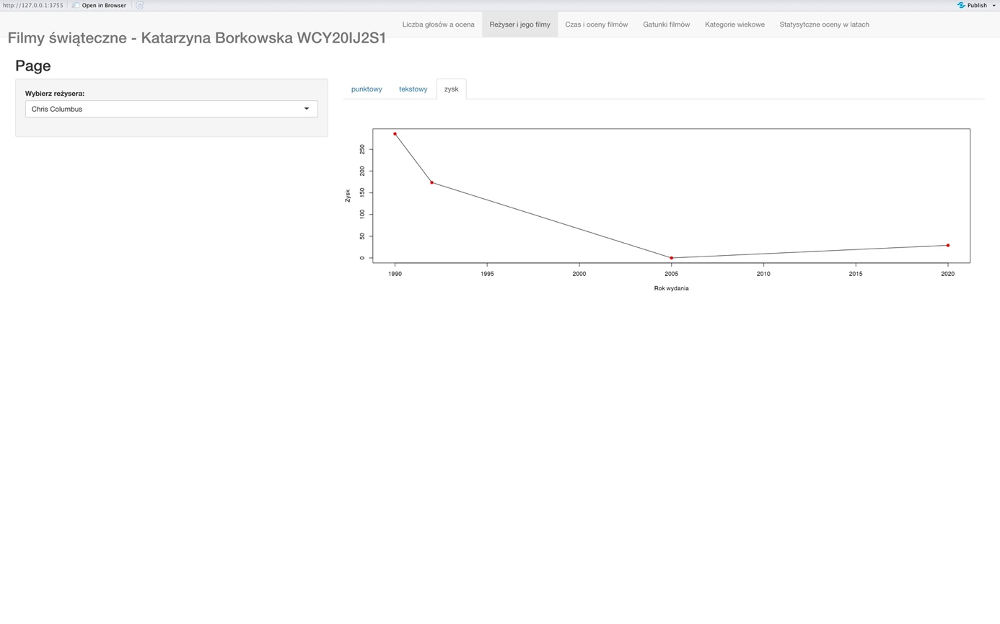 http://127.0.0.1:3755 Open in Browser Publish
Liczba głosów a ocena Reżyser i jego filmy Czas i oceny filmów Gatunki filmów Kategorie wiekowe Statysytczne oceny w latach
Filmy świąteczne - Katarzyna Borkowska WCY20IJ2S1
Page
Wybierz reżysera:
Chris Columbus
punktowy tekstowy zysk
250
200
150
100
50
0
Zysk
1990 1995 2000 2005 2010 2015 2020
Rok wydania